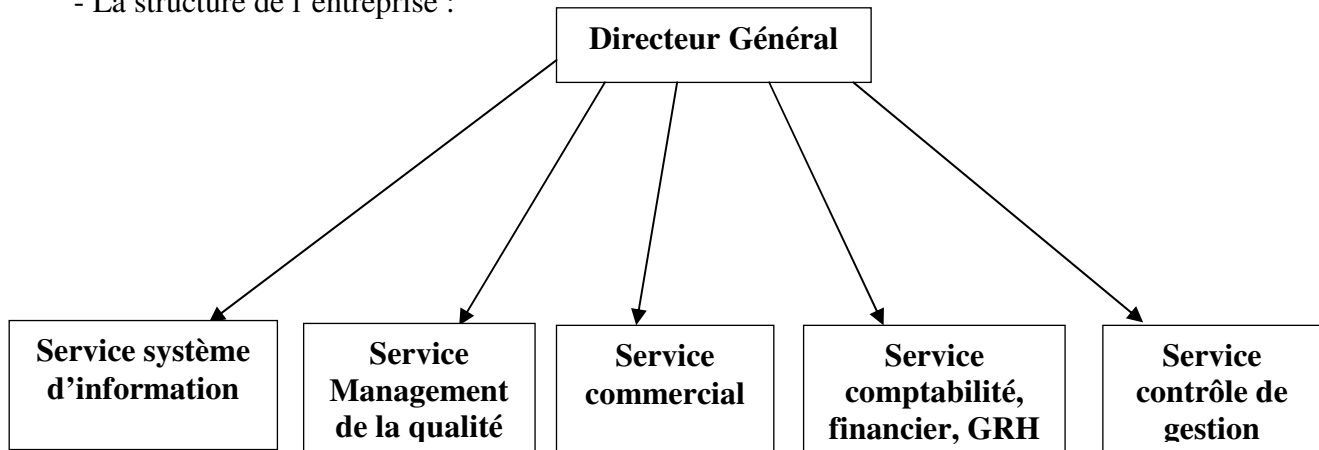 - La structure de l’entreprise :
Directeur Général
Service système
d’information
Service
Management
de la qualité
Service
commercial
Service
comptabilité,
financier, GRH
Service
contrôle de
gestion